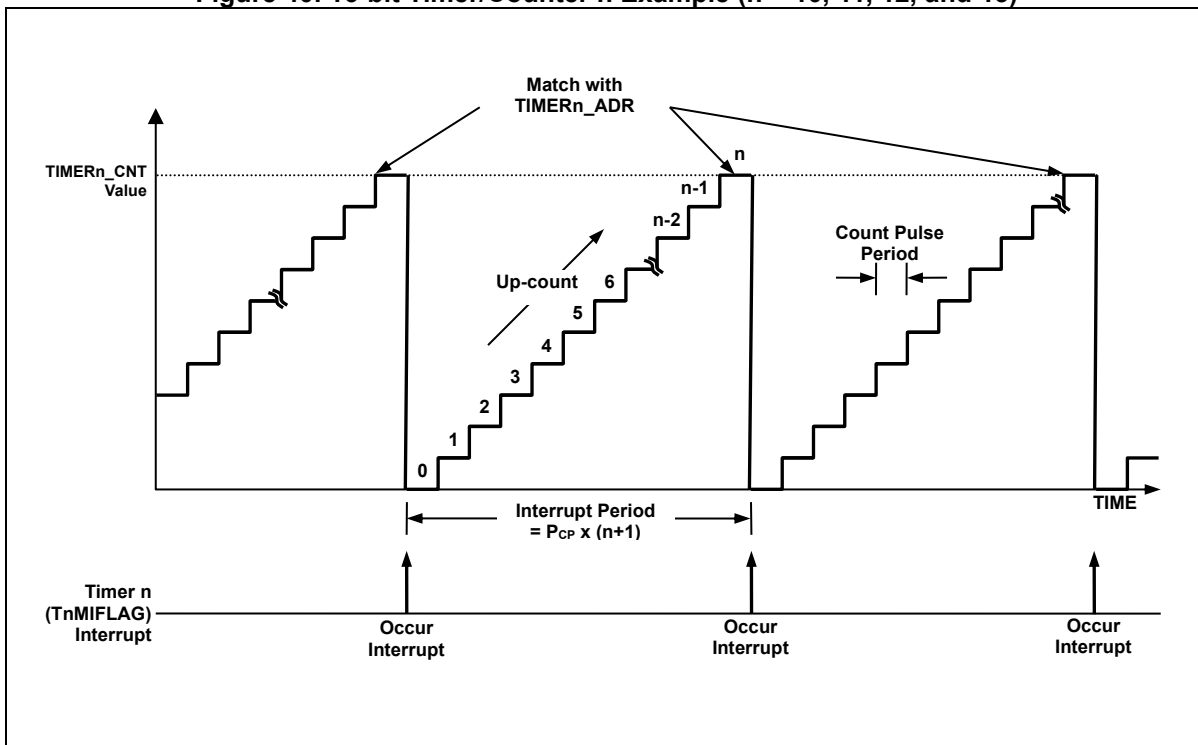 Match with
TIMERn_ADR
TIMERn_CNT
Value
n
n-1
n-2
Count Pulse
Period
Up-count
6
5
4
3
2
1
0
TIME
Interrupt Period
= PCP x (n+1)
Timer n
(TnMIFLAG)
Interrupt
Occur
Interrupt
Occur
Interrupt
Occur
Interrupt